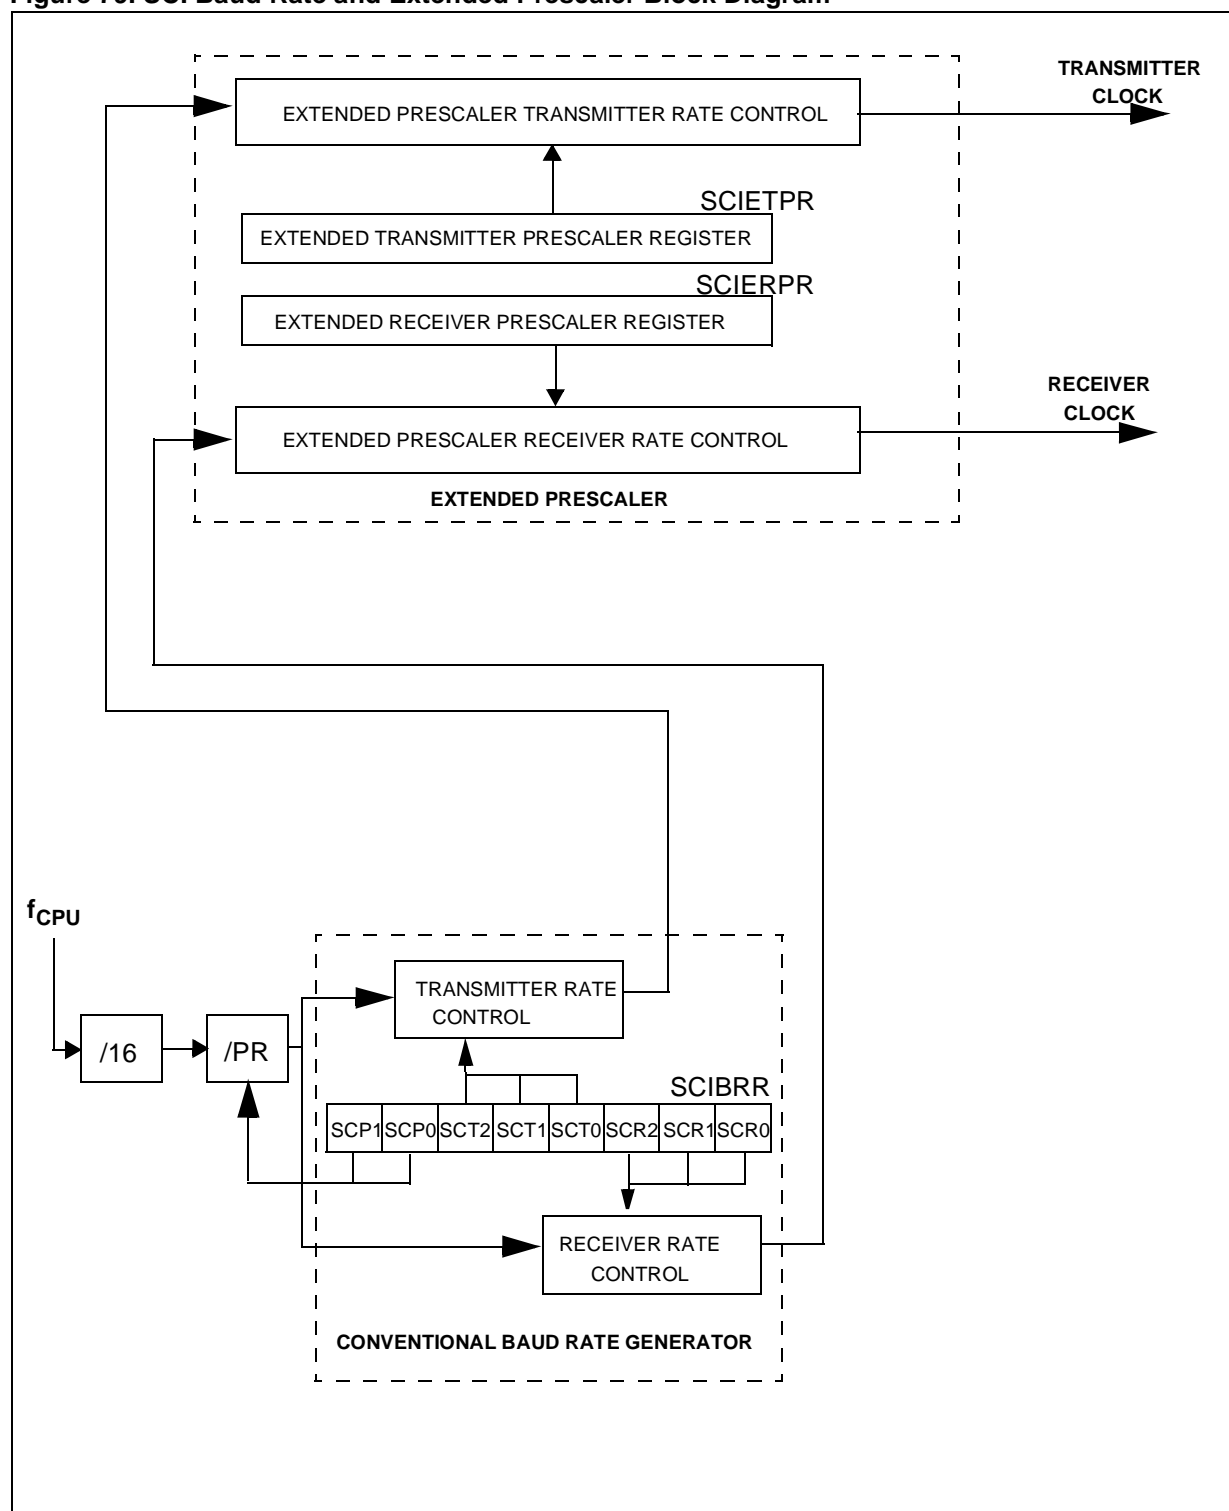 TRANSMITTER
CLOCK
EXTENDED PRESCALER TRANSMITTER RATE CONTROL
SCIETPR
EXTENDED TRANSMITTER PRESCALER REGISTER
SCIERPR
EXTENDED RECEIVER PRESCALER REGISTER
RECEIVER
CLOCK
EXTENDED PRESCALER RECEIVER RATE CONTROL
EXTENDED PRESCALER
fCPU
TRANSMITTER RATE
CONTROL
/16
/PR
SCIBRR
SCP1 SCP0 SCT2 SCT1 SCT0 SCR2 SCR1 SCR0
RECEIVER RATE
CONTROL
CONVENTIONAL BAUD RATE GENERATOR